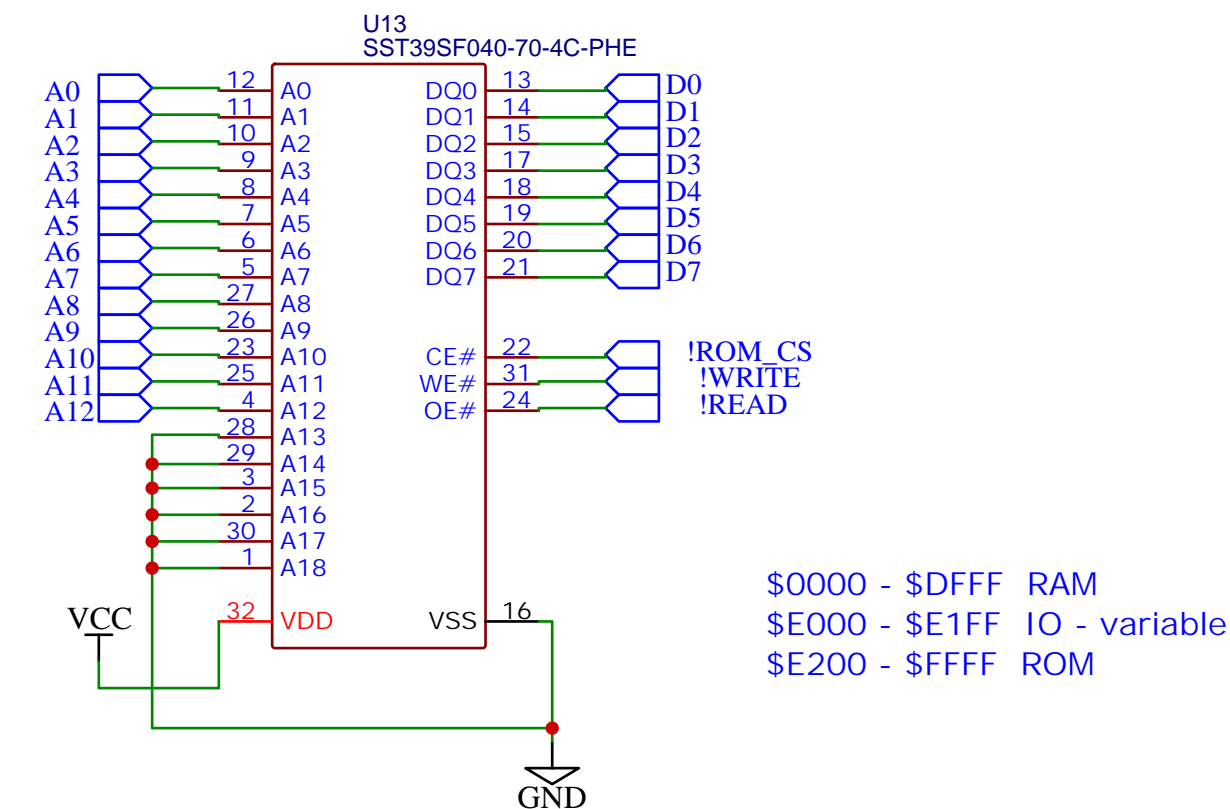 U13
SST39SF040-70-4C-PHE
A0 12 A0 DQ0 13 D0
A1 11 A1 DQ1 14 D1
A2 10 A2 DQ2 15 D2
A3 9 A3 DQ3 17 D3
A4 8 A4 DQ4 18 D4
A5 7 A5 DQ5 19 D5
A6 6 A6 DQ6 20 D6
A7 5 A7 DQ7 21 D7
A8 27 A8
A9 26 A9
A10 23 A10 CE# 22 !ROM_CS
A11 25 A11 WE# 31 !WRITE
A12 4 A12 OE# 24 !READ
28 A13
29 A14
3 A15
2 A16
30 A17
1 A18
VCC 32 VDD VSS 16
GND
$0000 - $DFFF RAM
$E000 - $E1FF IO - variable
$E200 - $FFFF ROM